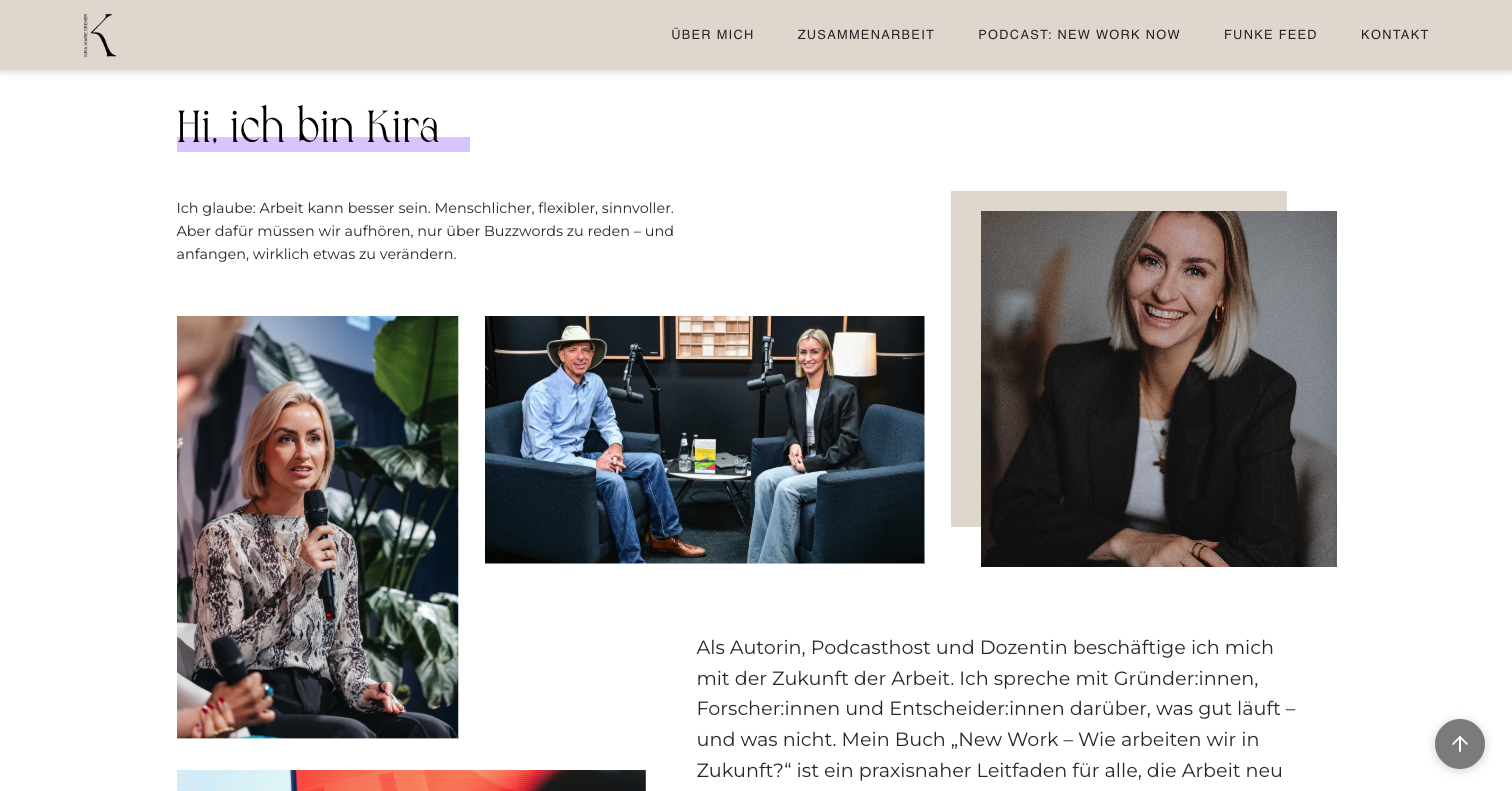 K
ÜBER MICH
ZUSAMMENARBEIT
PODCAST: NEW WORK NOW
FUNKE FEED
KONTAKT
Hi, ich bin Kira
Ich glaube: Arbeit kann besser sein. Menschlicher, flexibler, sinnvoller.
Aber dafür müssen wir aufhören, nur über Buzzwords zu reden – und
anfangen, wirklich etwas zu verändern.
Als Autorin, Podcasthost und Dozentin beschäftige ich mich
mit der Zukunft der Arbeit. Ich spreche mit Gründer:innen,
Forscher:innen und Entscheider:innen darüber, was gut läuft –
und was nicht. Mein Buch „New Work – Wie arbeiten wir in
Zukunft?“ ist ein praxisnaher Leitfaden für alle, die Arbeit neu